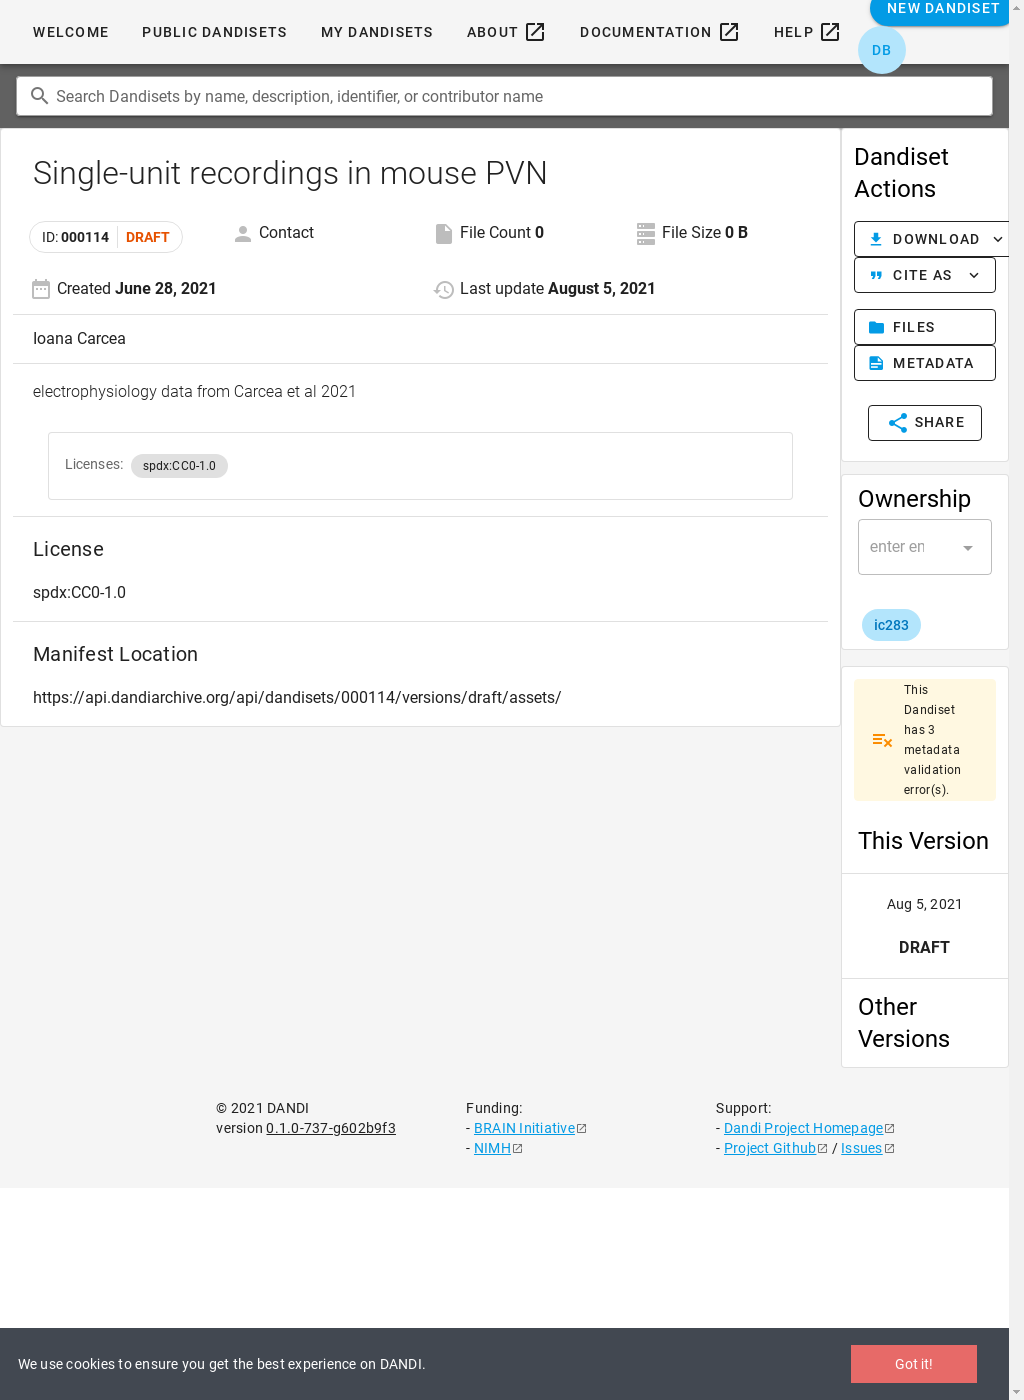 WELCOME PUBLIC DANDISETS MY DANDISETS ABOUT DOCUMENTATION HELP NEW DANDISET
DB
Search Dandisets by name, description, identifier, or contributor name
Single-unit recordings in mouse PVN
ID: 000114 DRAFT Contact File Count 0 File Size 0 B
Created June 28, 2021 Last update August 5, 2021
Ioana Carcea
electrophysiology data from Carcea et al 2021
Licenses: spdx:CC0-1.0
License
spdx:CC0-1.0
Manifest Location
https://api.dandiarchive.org/api/dandisets/000114/versions/draft/assets/
Dandiset
Actions
DOWNLOAD
CITE AS
FILES
METADATA
SHARE
Ownership
enter en
ic283
This
Dandiset
has 3
metadata
validation
error(s).
This Version
Aug 5, 2021
DRAFT
Other
Versions
© 2021 DANDI
version 0.1.0-737-g602b9f3
Funding:
- BRAIN Initiative
- NIMH
Support:
- Dandi Project Homepage
- Project Github / Issues
We use cookies to ensure you get the best experience on DANDI.
Got it!